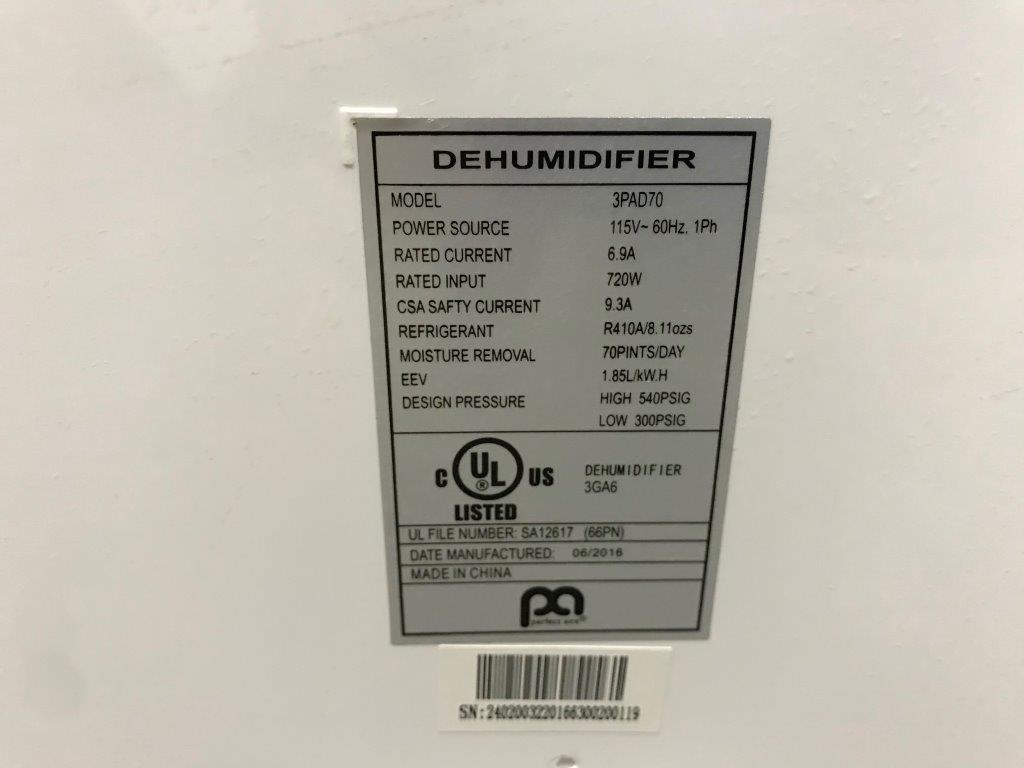 DEHUMIDIFIER
MODEL 3PAD70
POWER SOURCE 115V~ 60Hz, 1Ph
RATED CURRENT 6.9A
RATED INPUT 720W
CSA SAFTY CURRENT 9.3A
REFRIGERANT R410A/8.11ozs
MOISTURE REMOVAL 70PINTS/DAY
EEV 1.85L/kW.H
DESIGN PRESSURE HIGH 540PSIG
LOW 300PSIG
C UL® US
LISTED
DEHUMIDIFIER
3GA6
UL FILE NUMBER: SA12617 (66PN)
DATE MANUFACTURED: 06/2016
MADE IN CHINA
pa
perfect aire®
SN:2402003220166300200119